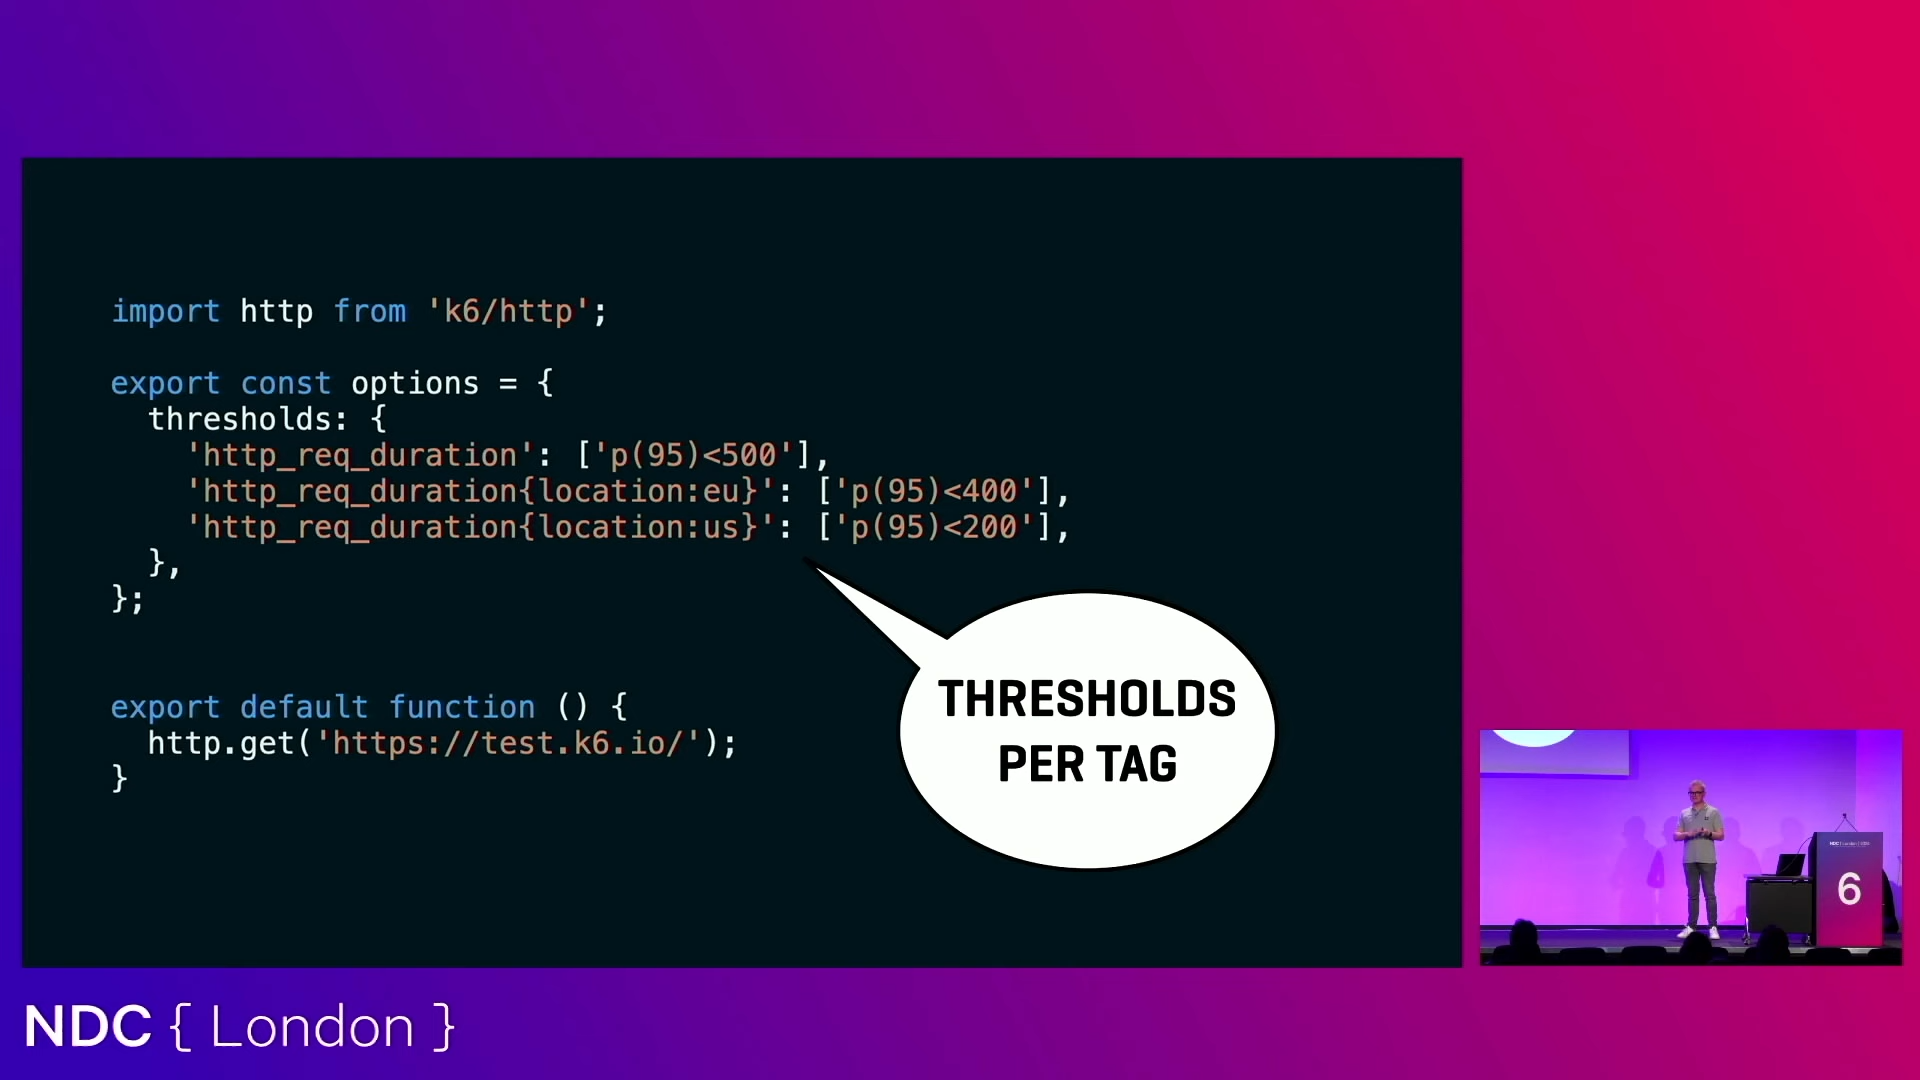 import http from 'k6/http';
export const options = {
  thresholds: {
    'http_req_duration': ['p(95)<500'],
    'http_req_duration{location:eu}': ['p(95)<400'],
    'http_req_duration{location:us}': ['p(95)<200'],
  },
};
export default function () {
  http.get('https://test.k6.io/');
}
THRESHOLDS
PER TAG
6
NDC { London }